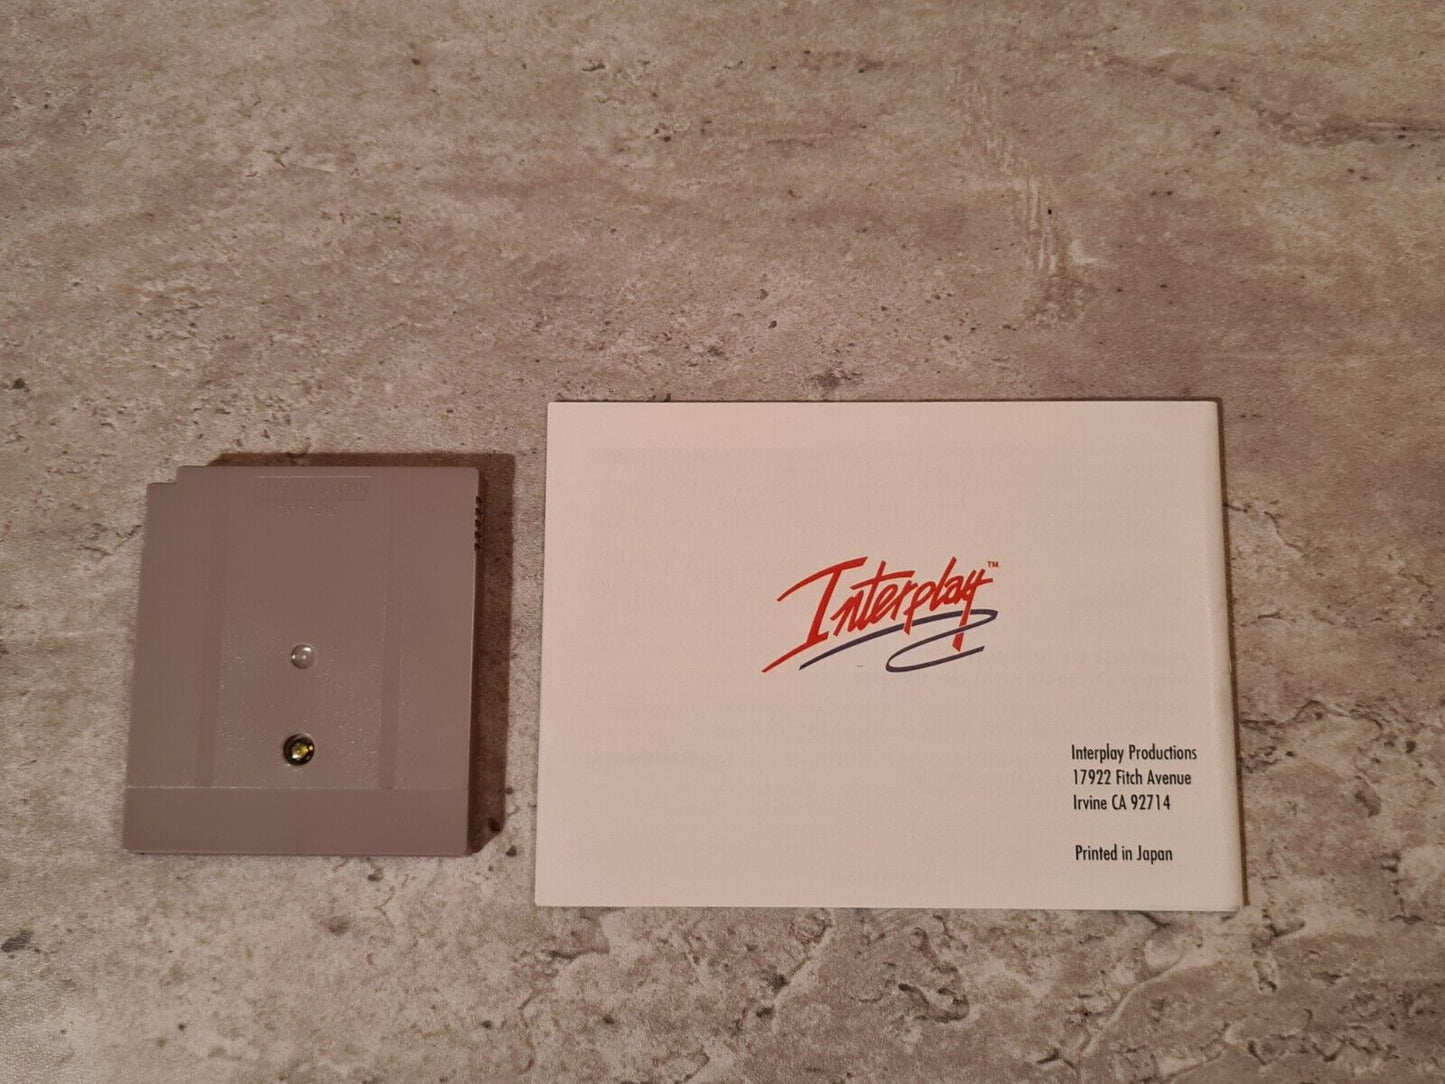 Interplay™
Interplay Productions
17922 Fitch Avenue
Irvine CA 92714
Printed in Japan